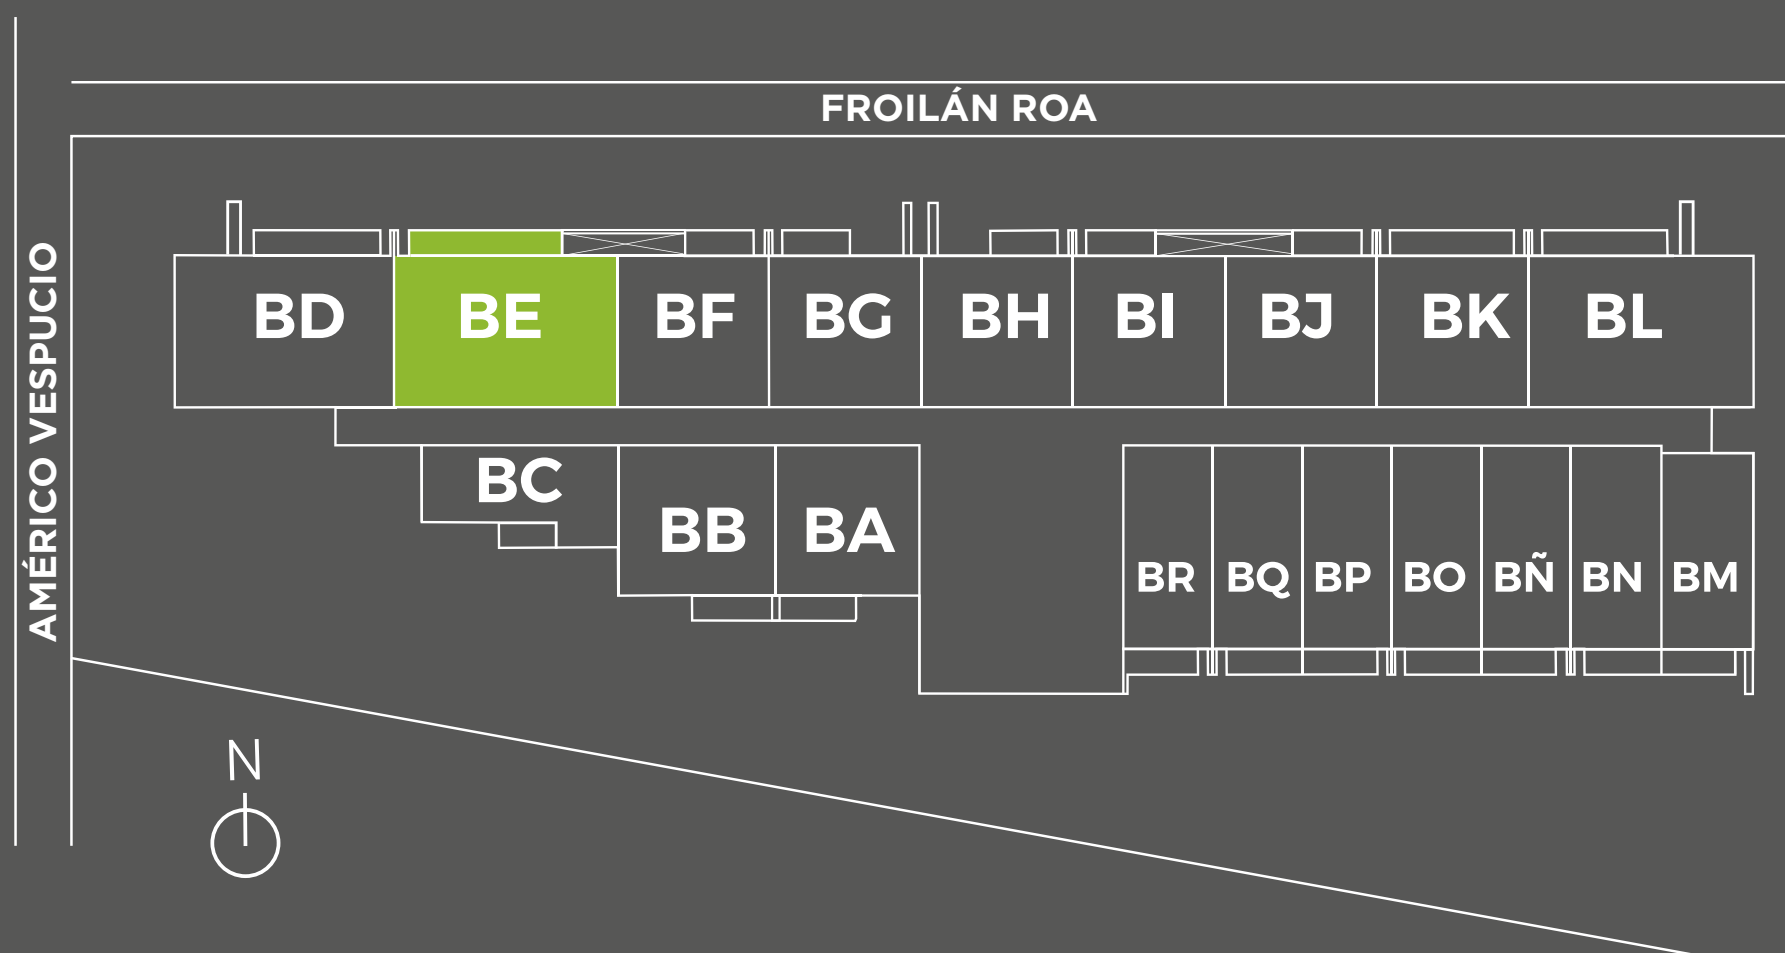 FROILÁN ROA
AMÉRICO VESPUCIO
BD BE BF BG BH BI BJ BK BL
BC BB BA
BR BQ BP BO BÑ BN BM
N